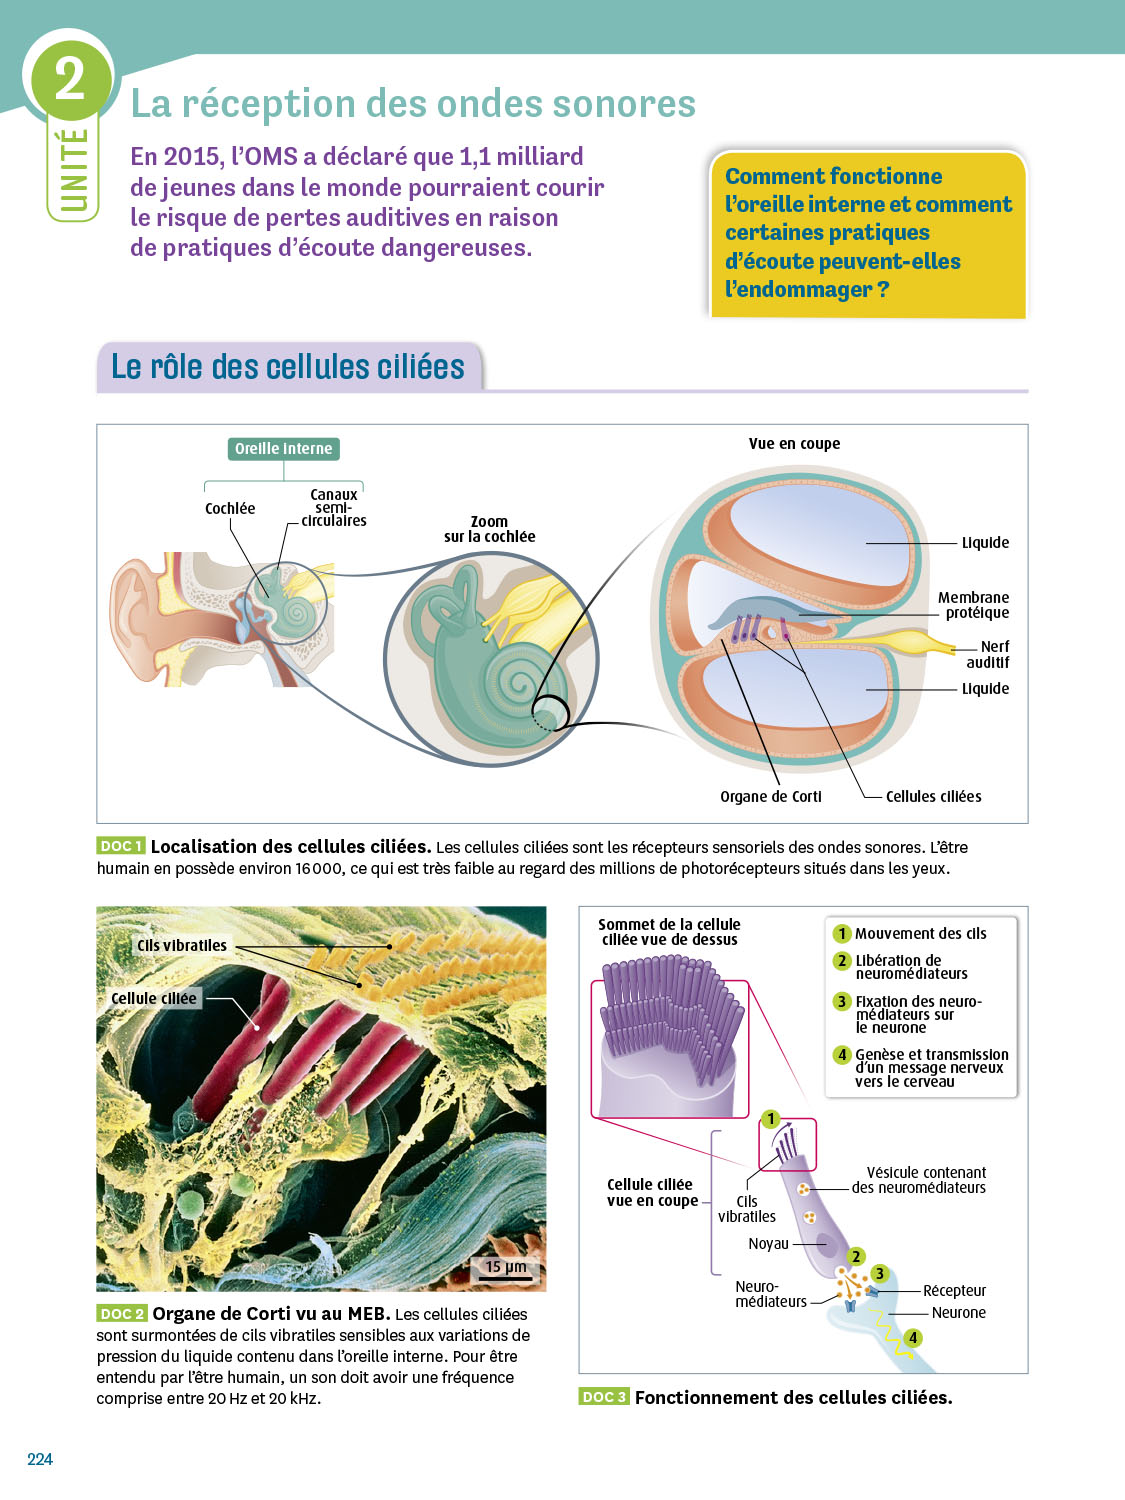 2
UNITÉ
La réception des ondes sonores
En 2015, l'OMS a déclaré que 1,1 milliard
de jeunes dans le monde pourraient courir
le risque de pertes auditives en raison
de pratiques d'écoute dangereuses.
Comment fonctionne
l'oreille interne et comment
certaines pratiques
d'écoute peuvent-elles
l'endommager ?
Le rôle des cellules ciliées
Oreille interne
Cochlée
Canaux
semi-
circulaires
Zoom
sur la cochlée
Vue en coupe
Liquide
Membrane
protéique
Nerf
auditif
Liquide
Organe de Corti
Cellules ciliées
DOC 1 Localisation des cellules ciliées. Les cellules ciliées sont les récepteurs sensoriels des ondes sonores. L'être
humain en possède environ 16 000, ce qui est très faible au regard des millions de photorécepteurs situés dans les yeux.
Cils vibratiles
Cellule ciliée
15 µm
DOC 2 Organe de Corti vu au MEB. Les cellules ciliées
sont surmontées de cils vibratiles sensibles aux variations de
pression du liquide contenu dans l'oreille interne. Pour être
entendu par l'être humain, un son doit avoir une fréquence
comprise entre 20 Hz et 20 kHz.
Sommet de la cellule
ciliée vue de dessus
1 Mouvement des cils
2 Libération de
neuromédiateurs
3 Fixation des neuro-
médiateurs sur
le neurone
4 Genèse et transmission
d'un message nerveux
vers le cerveau
1
Cellule ciliée
vue en coupe
Cils
vibratiles
Vésicule contenant
des neuromédiateurs
Noyau
2
3
Neuro-
médiateurs
Récepteur
Neurone
4
DOC 3 Fonctionnement des cellules ciliées.
224